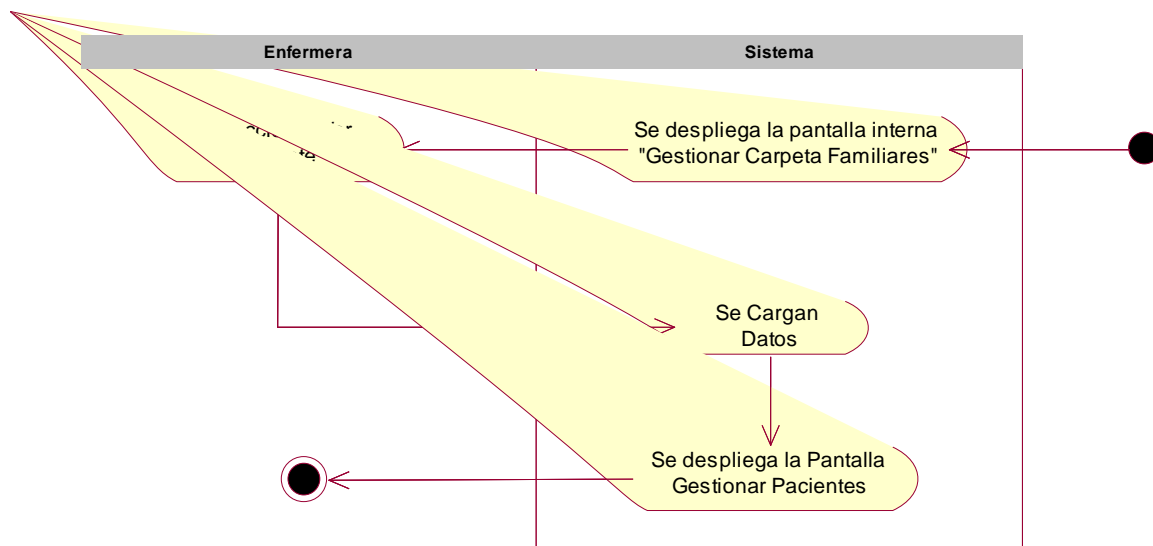 Enfermera
Sistema
Se despliega la pantalla interna
"Gestionar Carpeta Familiares"
Se Cargan
Datos
Se despliega la Pantalla
Gestionar Pacientes